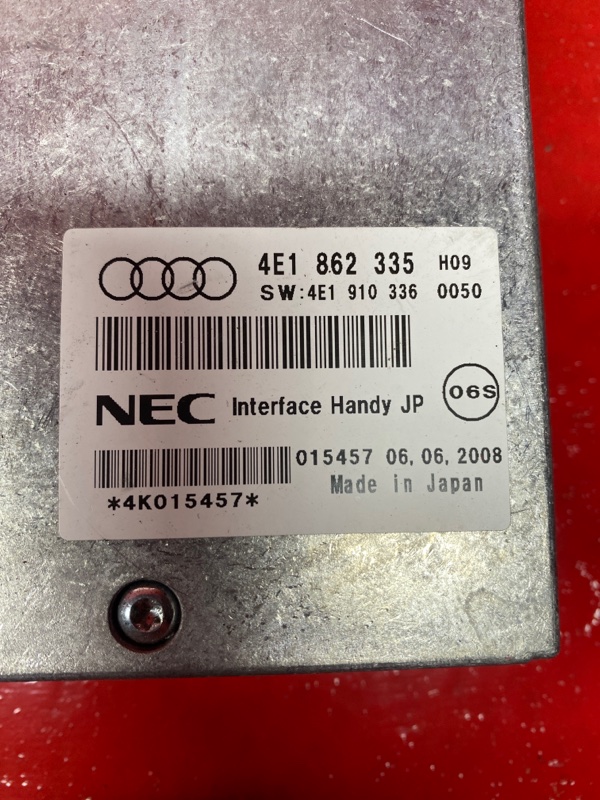 4E1 862 335 H09
SW:4E1 910 336 0050
NEC Interface Handy JP 06S
015457 06,06,2008
*4K015457* Made in Japan